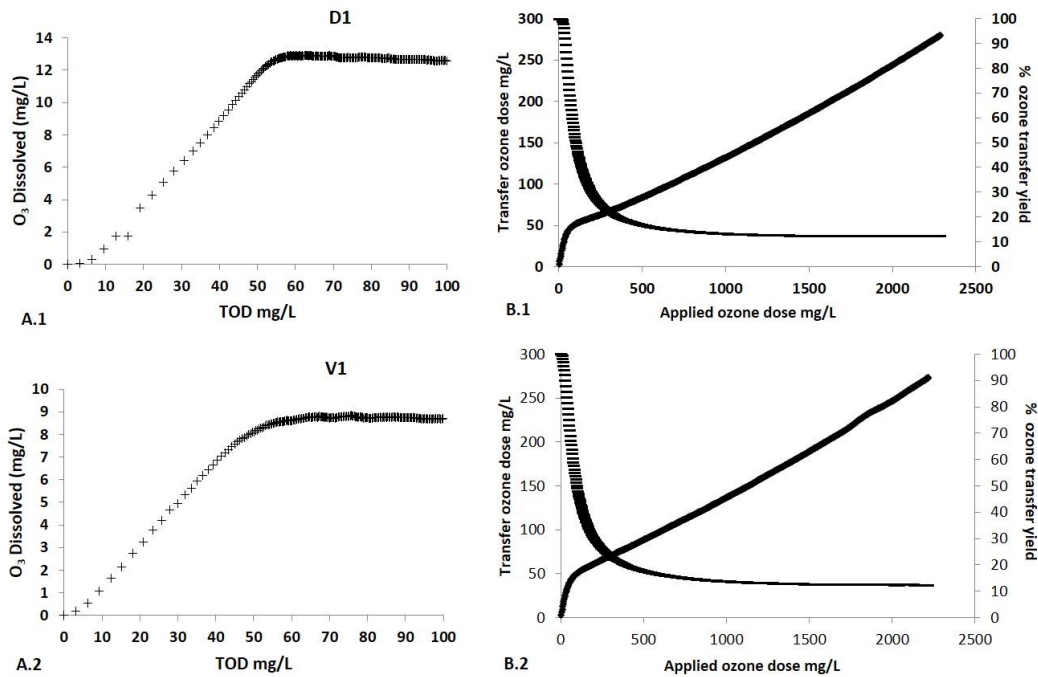 D1
O3 Dissolved (mg/L)
14
12
10
8
6
4
2
0
0 10 20 30 40 50 60 70 80 90 100
TOD mg/L
A.1
Transfer ozone dose mg/L
300
250
200
150
100
50
0
0 500 1000 1500 2000 2500
Applied ozone dose mg/L
100
90
80
70
60
50
40
30
20
10
0
% ozone transfer yield
B.1
V1
O3 Dissolved (mg/L)
10
9
8
7
6
5
4
3
2
1
0
0 10 20 30 40 50 60 70 80 90 100
TOD mg/L
A.2
Transfer ozone dose mg/L
300
250
200
150
100
50
0
0 500 1000 1500 2000 2500
Applied ozone dose mg/L
100
90
80
70
60
50
40
30
20
10
0
% ozone transfer yield
B.2